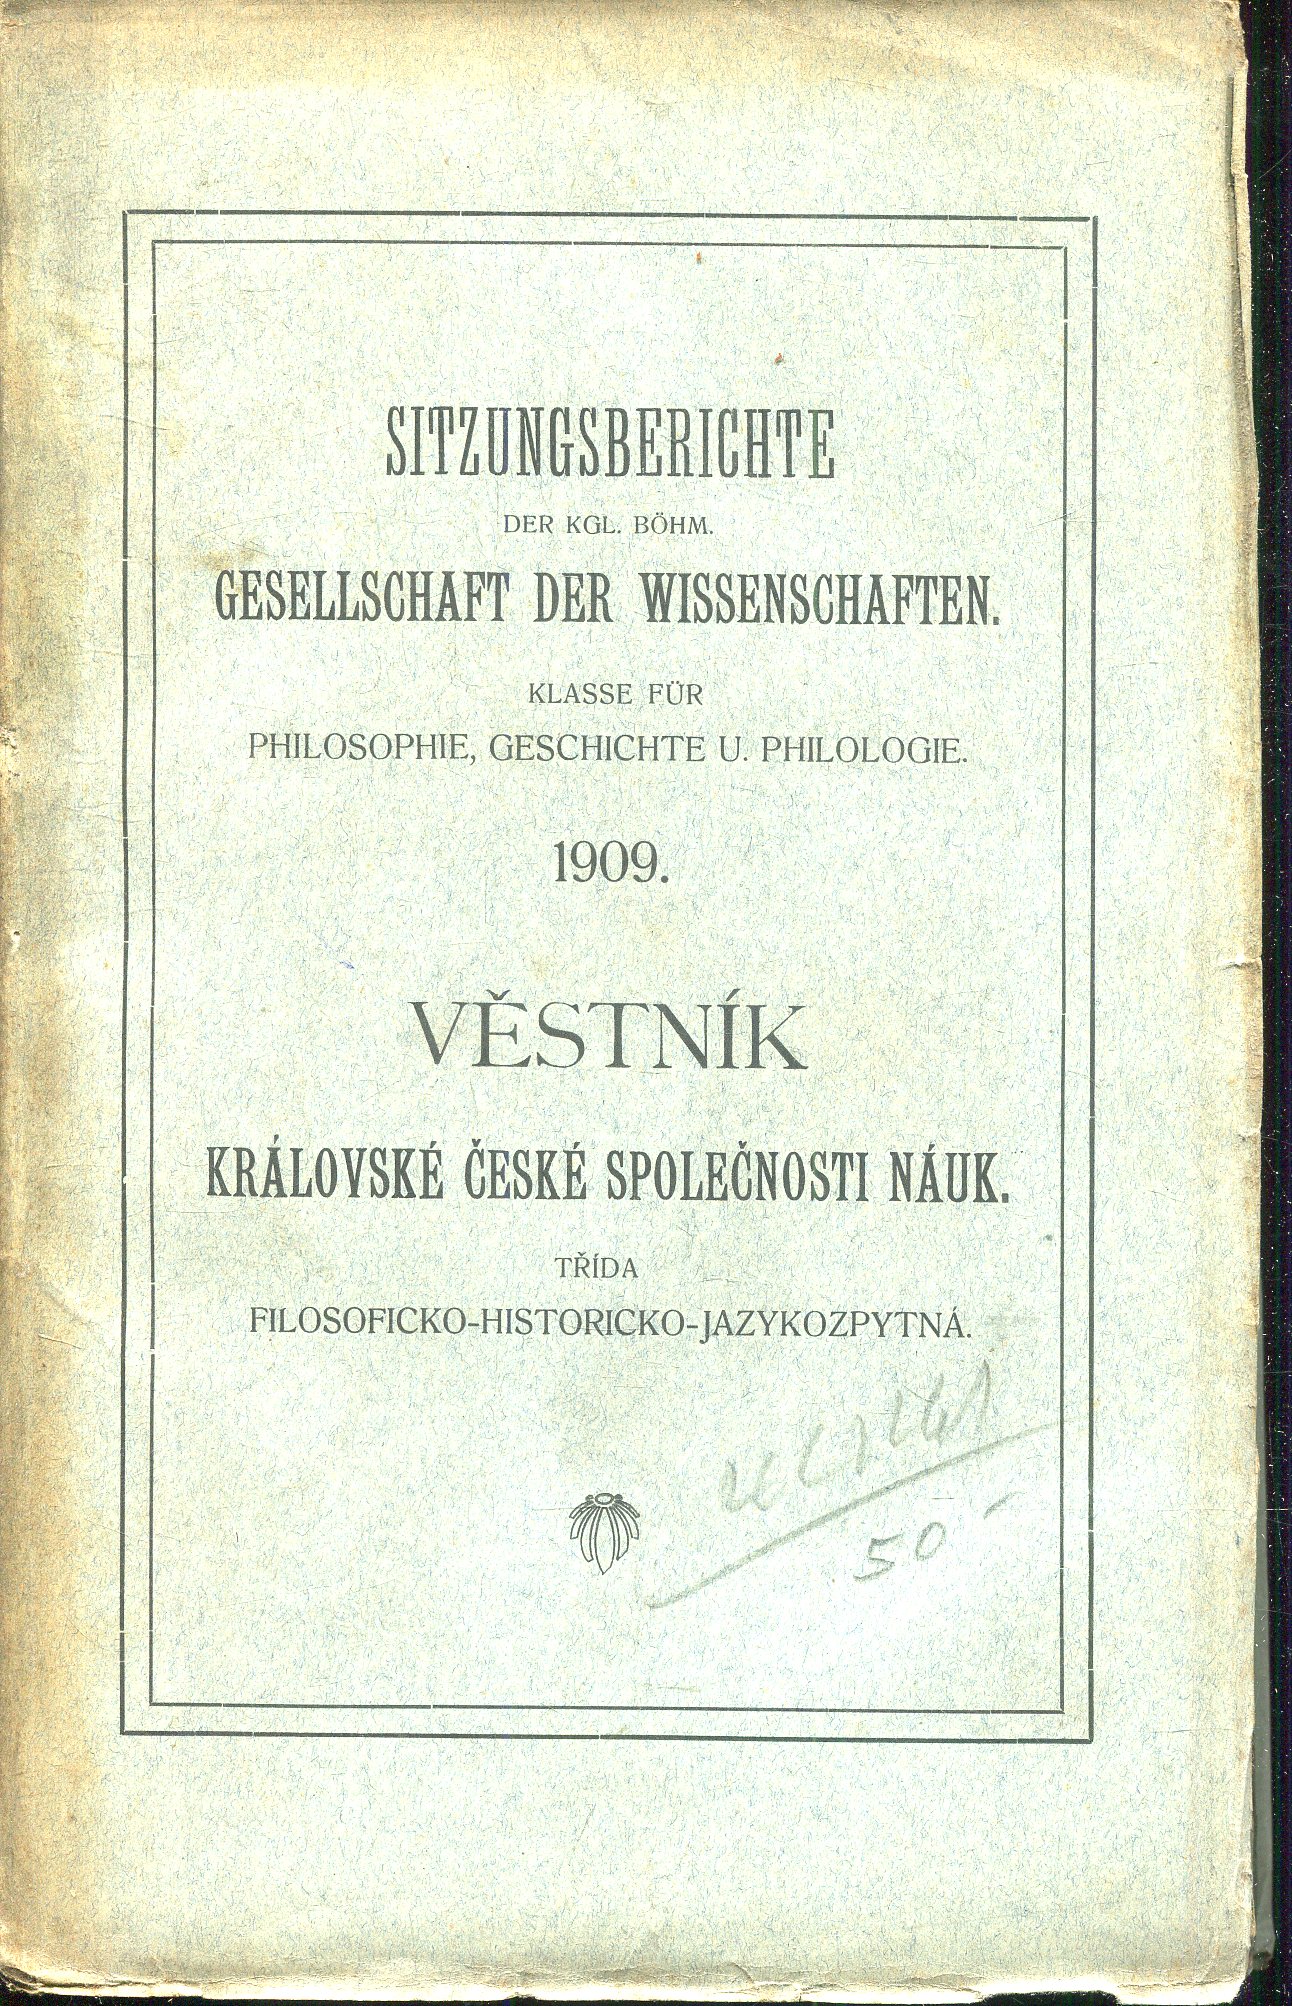 SITZUNGSBERICHTE
DER KGL. BÖHM.
GESELLSCHAFT DER WISSENSCHAFTEN.
KLASSE FÜR
PHILOSOPHIE, GESCHICHTE U. PHILOLOGIE.
1909.
VĚSTNÍK
KRÁLOVSKÉ ČESKÉ SPOLEČNOSTI NÁUK.
TŘÍDA
FILOSOFICKO-HISTORICKO-JAZYKOZPYTNÁ.
50 -